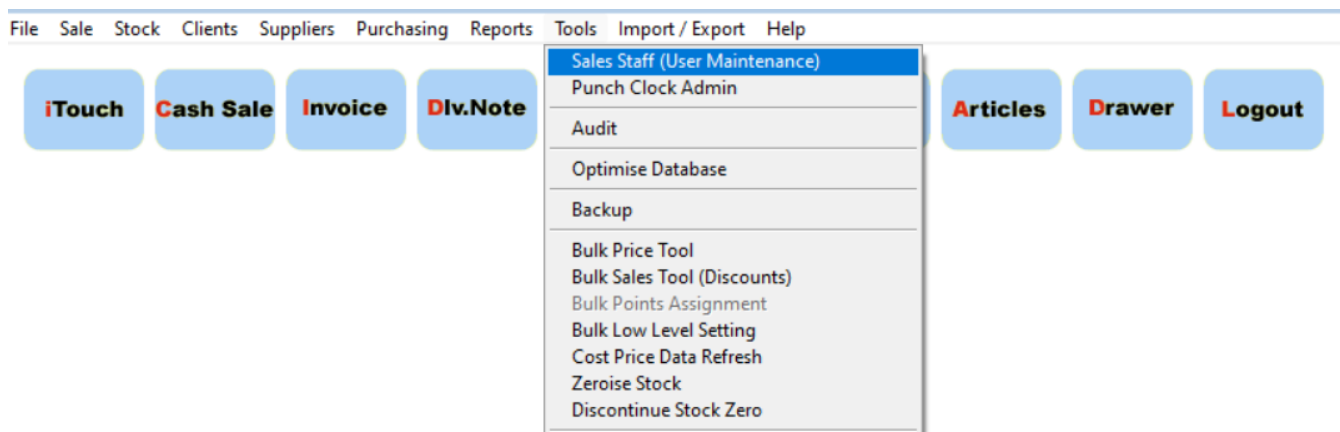 File Sale Stock Clients Suppliers Purchasing Reports Tools Import / Export Help
iTouch Cash Sale Invoice Dlv.Note Articles Drawer Logout
Sales Staff (User Maintenance)
Punch Clock Admin
Audit
Optimise Database
Backup
Bulk Price Tool
Bulk Sales Tool (Discounts)
Bulk Points Assignment
Bulk Low Level Setting
Cost Price Data Refresh
Zeroise Stock
Discontinue Stock Zero